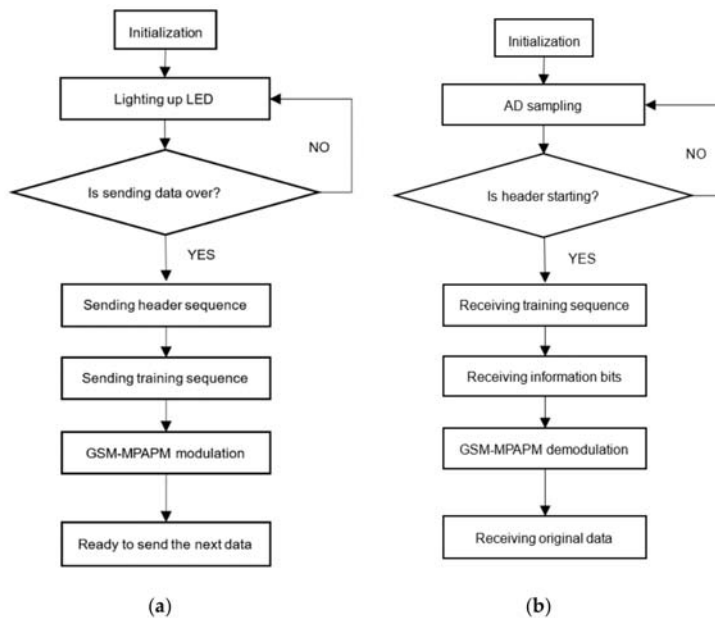 Initialization
Lighting up LED
NO
Is sending data over?
YES
Sending header sequence
Sending training sequence
GSM-MPAPM modulation
Ready to send the next data
(a)
Initialization
AD sampling
NO
Is header starting?
YES
Receiving training sequence
Receiving information bits
GSM-MPAPM demodulation
Receiving original data
(b)